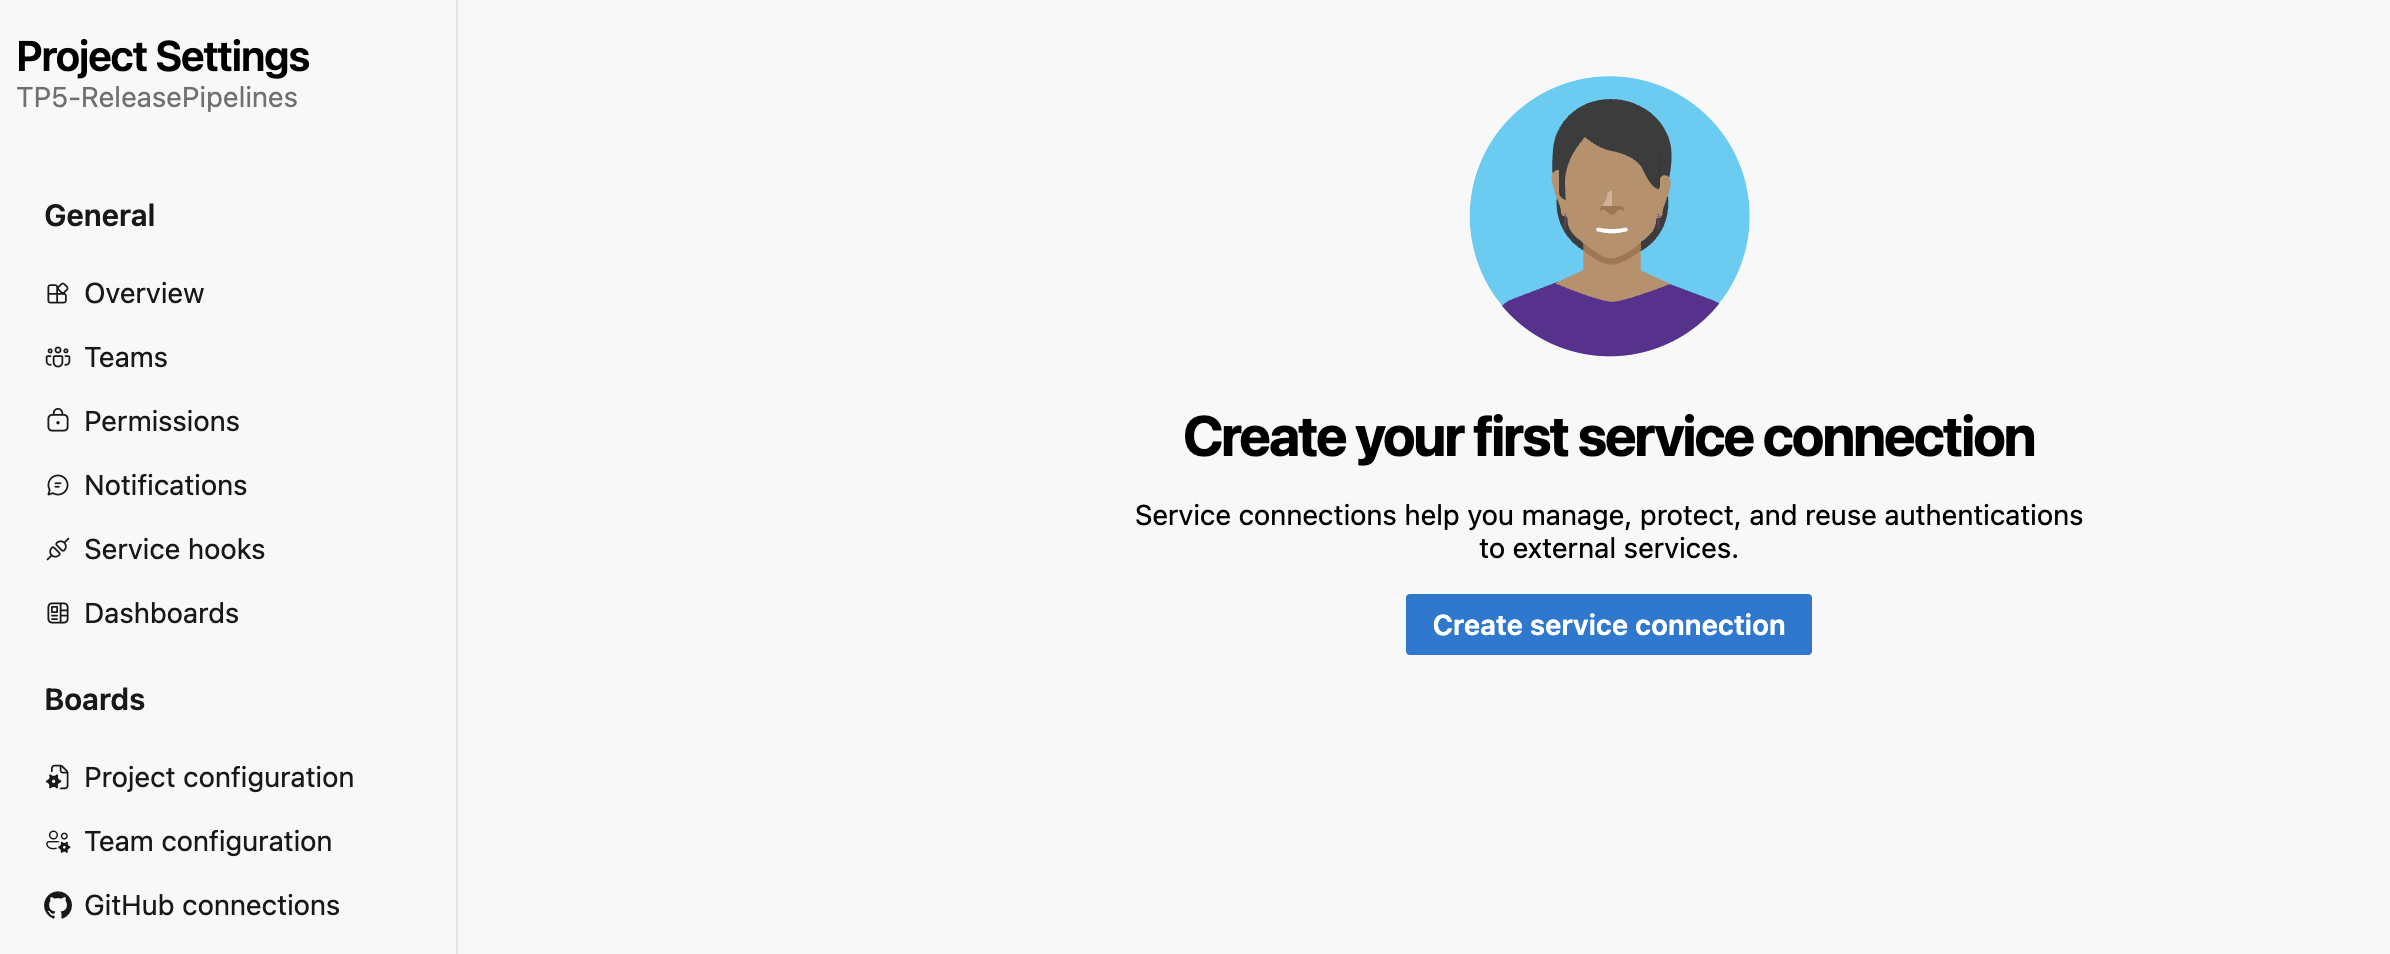 Project Settings
TP5-ReleasePipelines
General
Overview
Teams
Permissions
Notifications
Service hooks
Dashboards
Boards
Project configuration
Team configuration
GitHub connections
Create your first service connection
Service connections help you manage, protect, and reuse authentications
to external services.
Create service connection